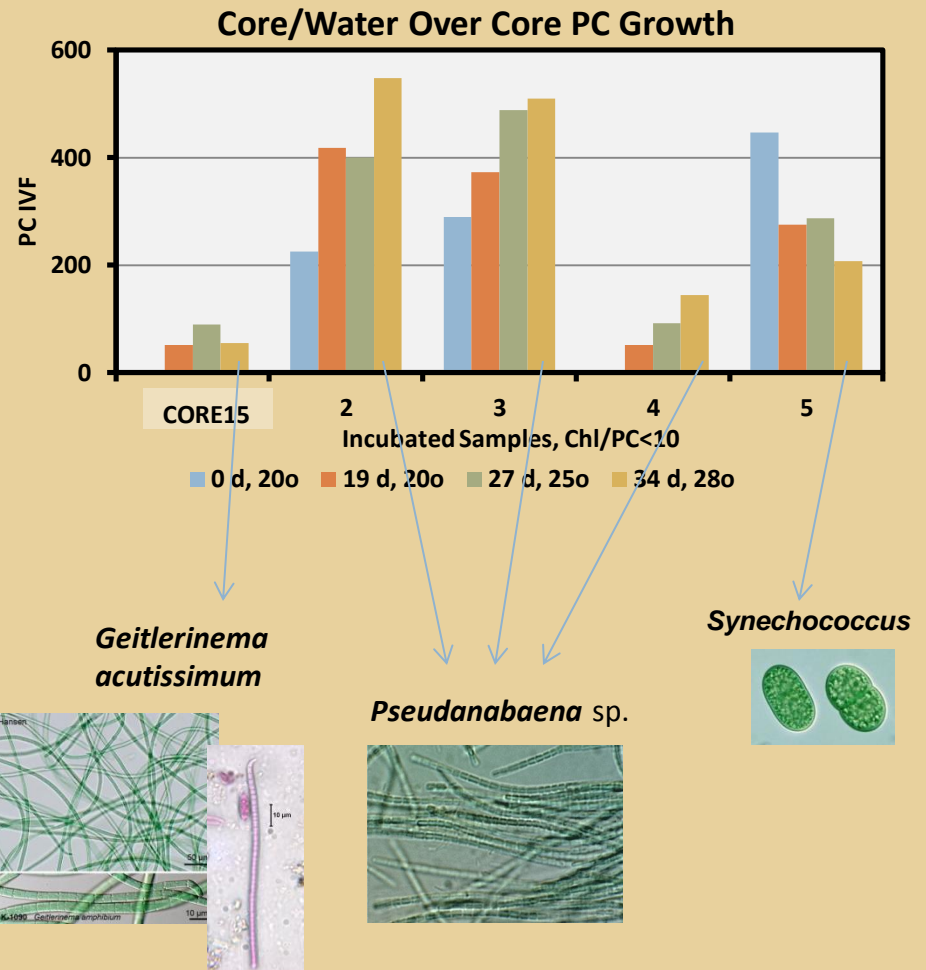 Core/Water Over Core PC Growth
600
400
200
0
PC IVF
CORE15
2
3
4
5
Incubated Samples, Chl/PC<10
0 d, 20o
19 d, 20o
27 d, 25o
34 d, 28o
Geitlerinema
acutissimum
Pseudanabaena sp.
Synechococcus
Hansen
50 µm
K-1090 Geitlerinema amphibium
10 µm
10 µm